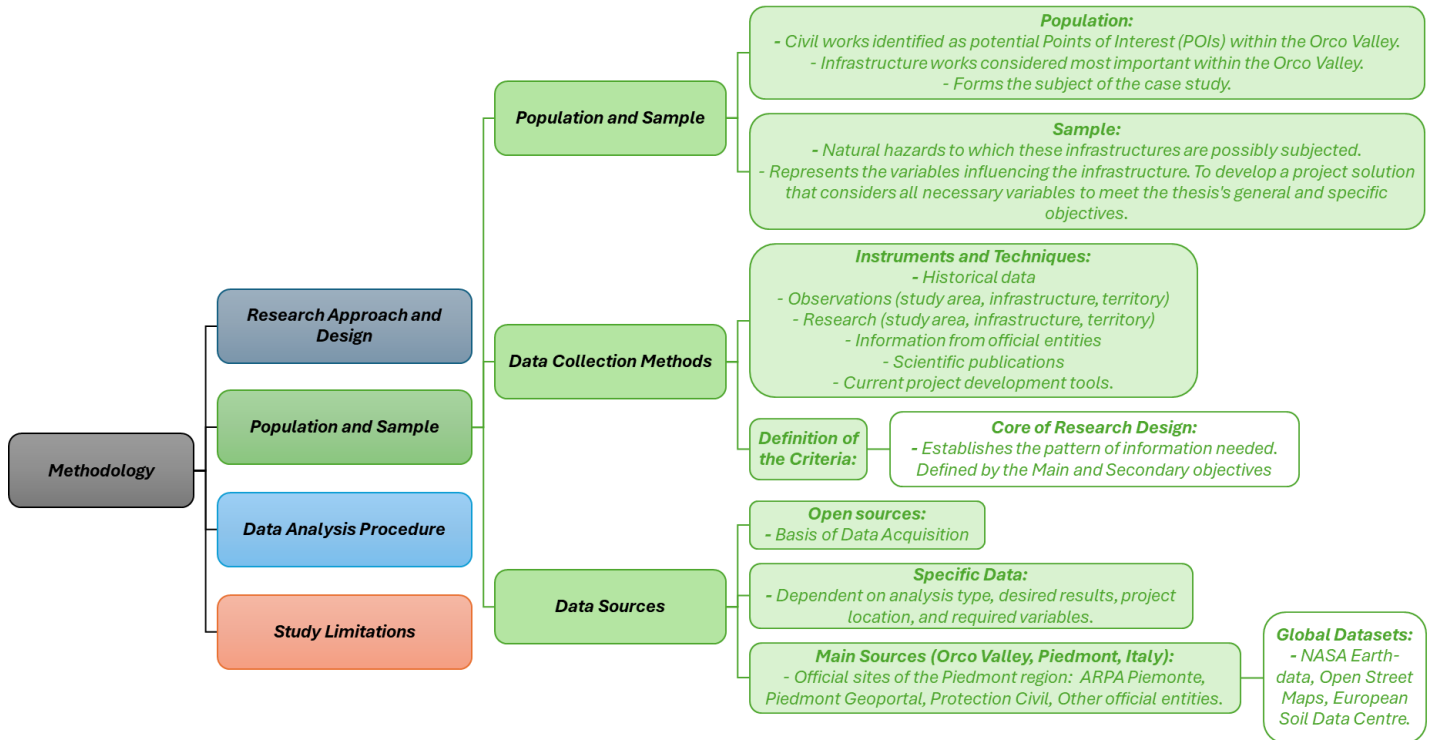 Methodology
Research Approach and
Design
Population and Sample
Data Analysis Procedure
Study Limitations
Population and Sample
Population:
- Civil works identified as potential Points of Interest (POIs) within the Orco Valley.
- Infrastructure works considered most important within the Orco Valley.
- Forms the subject of the case study.
Sample:
- Natural hazards to which these infrastructures are possibly subjected.
- Represents the variables influencing the infrastructure. To develop a project solution
that considers all necessary variables to meet the thesis's general and specific
objectives.
Data Collection Methods
Instruments and Techniques:
- Historical data
- Observations (study area, infrastructure, territory)
- Research (study area, infrastructure, territory)
- Information from official entities
- Scientific publications
- Current project development tools.
Definition of
the Criteria:
Core of Research Design:
- Establishes the pattern of information needed.
Defined by the Main and Secondary objectives
Data Sources
Open sources:
- Basis of Data Acquisition
Specific Data:
- Dependent on analysis type, desired results, project
location, and required variables.
Main Sources (Orco Valley, Piedmont, Italy):
- Official sites of the Piedmont region: ARPA Piemonte,
Piedmont Geoportal, Protection Civil, Other official entities.
Global Datasets:
- NASA Earth-
data, Open Street
Maps, European
Soil Data Centre.